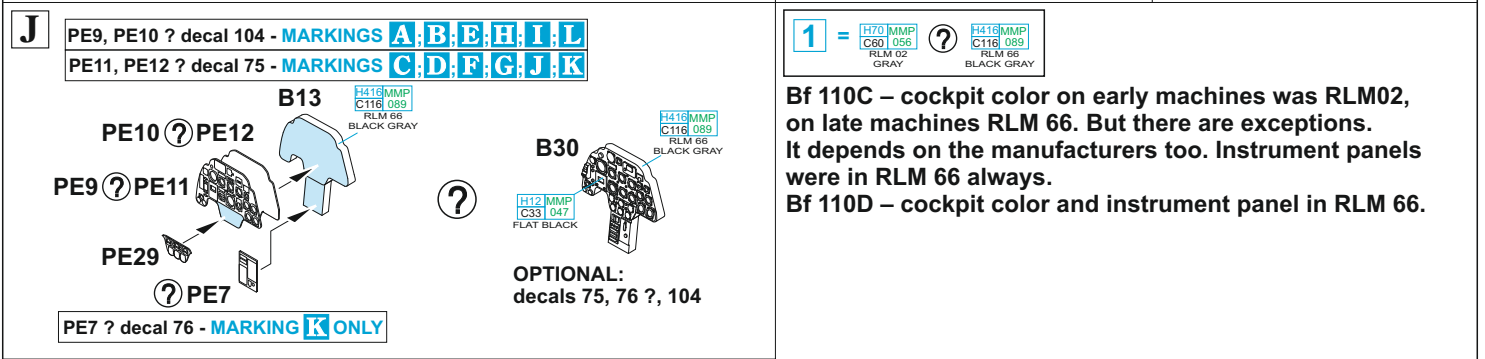 J
PE9, PE10 ? decal 104 - MARKINGS A;B;E;H;I;L
PE11, PE12 ? decal 75 - MARKINGS C;D;F;G;J;K
B13
H416 MMP
C116 089
RLM 66
BLACK GRAY
PE10 ? PE12
PE9 ? PE11
PE29
? PE7
PE7 ? decal 76 - MARKING K ONLY
?
B30
H416 MMP
C116 089
RLM 66
BLACK GRAY
H12 MMP
C33 047
FLAT BLACK
OPTIONAL:
decals 75, 76 ?, 104
1 = H70 MMP ? H416 MMP
C60 056 C116 089
RLM 02 RLM 66
GRAY BLACK GRAY
Bf 110C – cockpit color on early machines was RLM02,
on late machines RLM 66. But there are exceptions.
It depends on the manufacturers too. Instrument panels
were in RLM 66 always.
Bf 110D – cockpit color and instrument panel in RLM 66.